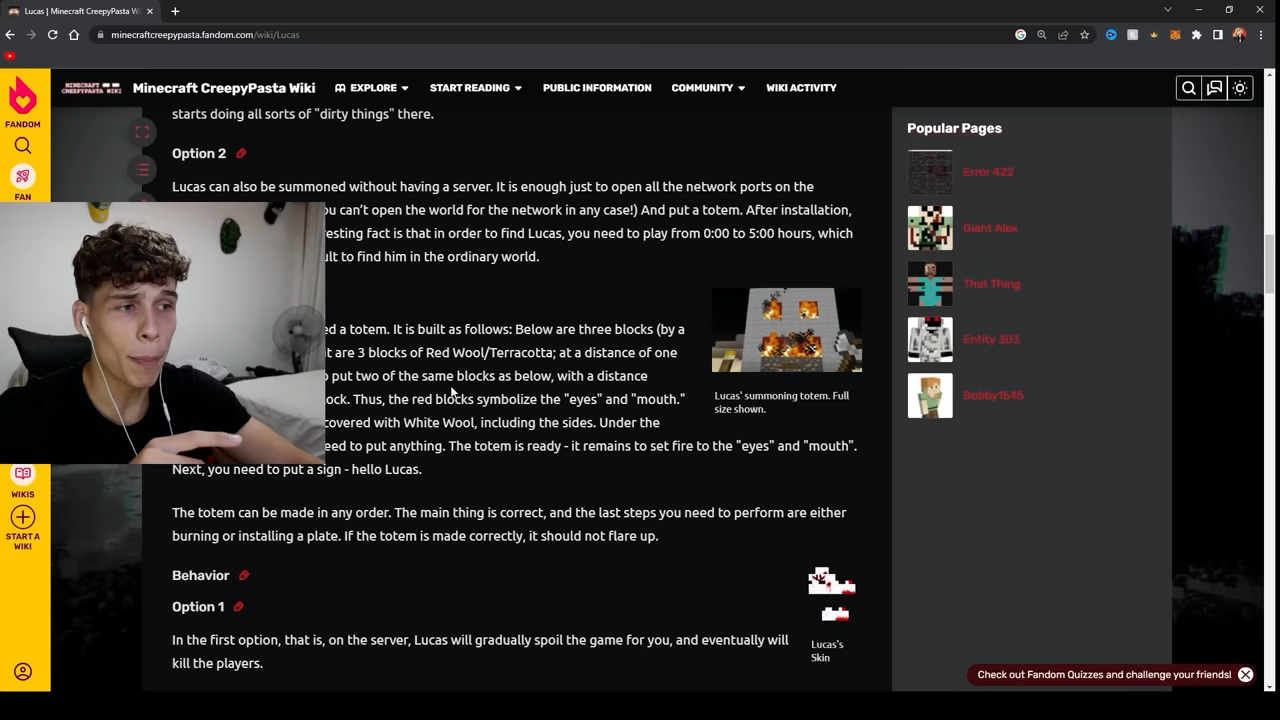 Lucas | Minecraft CreepyPasta W
minecraftcreepypasta.fandom.com/wiki/Lucas
MINECRAFT
CREEPYPASTA WIKI
Minecraft CreepyPasta Wiki
EXPLORE
START READING
PUBLIC INFORMATION
COMMUNITY
WIKI ACTIVITY
FANDOM
FAN
WIKIS
START A
WIKI
starts doing all sorts of "dirty things" there.
Option 2
Lucas can also be summoned without having a server. It is enough just to open all the network ports on the
ou can't open the world for the network in any case!) And put a totem. After installation,
resting fact is that in order to find Lucas, you need to play from 0:00 to 5:00 hours, which
ult to find him in the ordinary world.
ed a totem. It is built as follows: Below are three blocks (by a
it are 3 blocks of Red Wool/Terracotta; at a distance of one
o put two of the same blocks as below, with a distance
lock. Thus, the red blocks symbolize the "eyes" and "mouth."
covered with White Wool, including the sides. Under the
eed to put anything. The totem is ready - it remains to set fire to the "eyes" and "mouth".
Next, you need to put a sign - hello Lucas.
Lucas' summoning totem. Full
size shown.
The totem can be made in any order. The main thing is correct, and the last steps you need to perform are either
burning or installing a plate. If the totem is made correctly, it should not flare up.
Behavior
Option 1
In the first option, that is, on the server, Lucas will gradually spoil the game for you, and eventually will
kill the players.
Lucas's
Skin
Popular Pages
Error 422
Giant Alex
That Thing
Entity 303
Bobby1545
Check out Fandom Quizzes and challenge your friends!